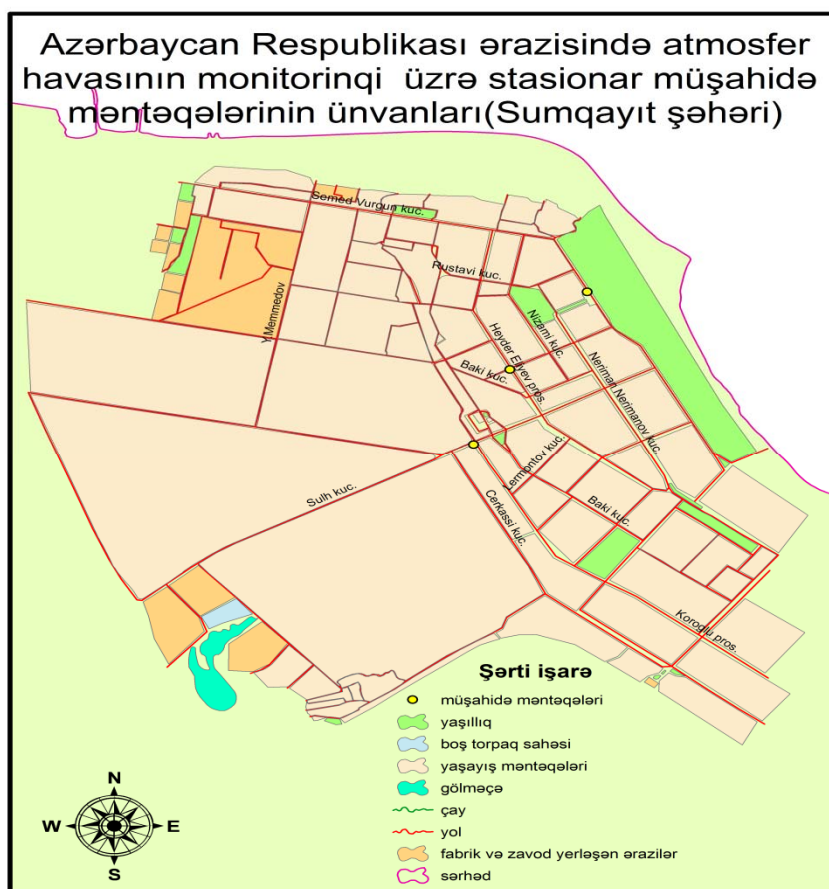 Azərbaycan Respublikası ərazisində atmosfer
havasının monitorinqi üzrə stasionar müşahidə
məntəqələrinin ünvanları(Sumqayıt şəhəri)
Semed Vurgun kuc.
Rustavi kuc.
Y.Memmedov
Nizami kuc.
Heyder Eliyev pros.
Baki kuc.
Neriman Nerimanov kuc.
Lermontov kuc.
Sulh kuc.
Cerkassi kuc.
Baki kuc.
Koroglu pros.
Şərti işarə
müşahidə məntəqələri
yaşıllıq
boş torpaq sahəsi
yaşayış məntəqələri
gölməçə
çay
yol
fabrik və zavod yerləşən ərazilər
sərhəd
N
W
E
S